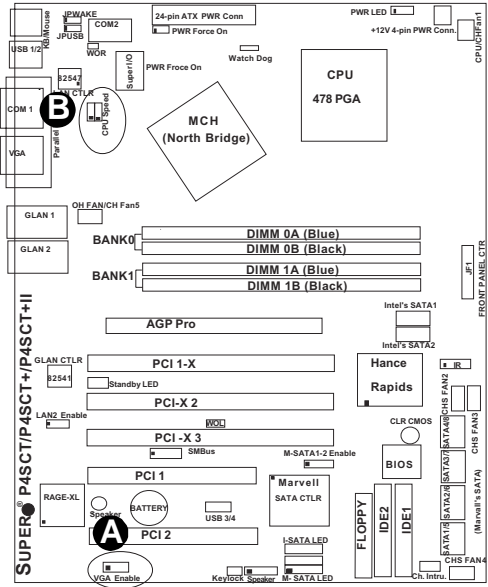 KB/Mouse
JPWAKE
JPUSB
COM2
24-pin ATX PWR Conn
PWR Force On
PWR LED
+12V 4-pin PWR Conn.
CPU/CHFan1
USB 1/2
WOR
Super I/O
PWR Froce On
Watch Dog
82547
LAN CTLR
CPU
478 PGA
COM 1
B
CPU Speed
Parallel
MCH
(North Bridge)
VGA
GLAN 1
OH FAN/CH Fan5
GLAN 2
BANK0
DIMM 0A (Blue)
DIMM 0B (Black)
BANK1
DIMM 1A (Blue)
DIMM 1B (Black)
JF1
FRONT PANEL CTR
Intel's SATA1
AGP Pro
Intel's SATA2
GLAN CTLR
82541
PCI 1-X
Standby LED
Hance
Rapids
IR
PCI-X 2
CHS FAN2
CHS FAN3
LAN2 Enable
WOL
CLR CMOS
PCI -X 3
SMBus
M-SATA1-2 Enable
BIOS
SATA4/8
SATA3/7
SATA2/6
SATA1/5
(Marvel's SATA)
PCI 1
Marvell
SATA CTLR
RAGE-XL
Speaker
BATTERY
USB 3/4
FLOPPY
IDE2
IDE1
A
PCI 2
I-SATA LED
CHS FAN4
VGA Enable
Keylock
Speaker
M- SATA LED
Ch. Intru.
SUPER® P4SCT/P4SCT+/P4SCT+II